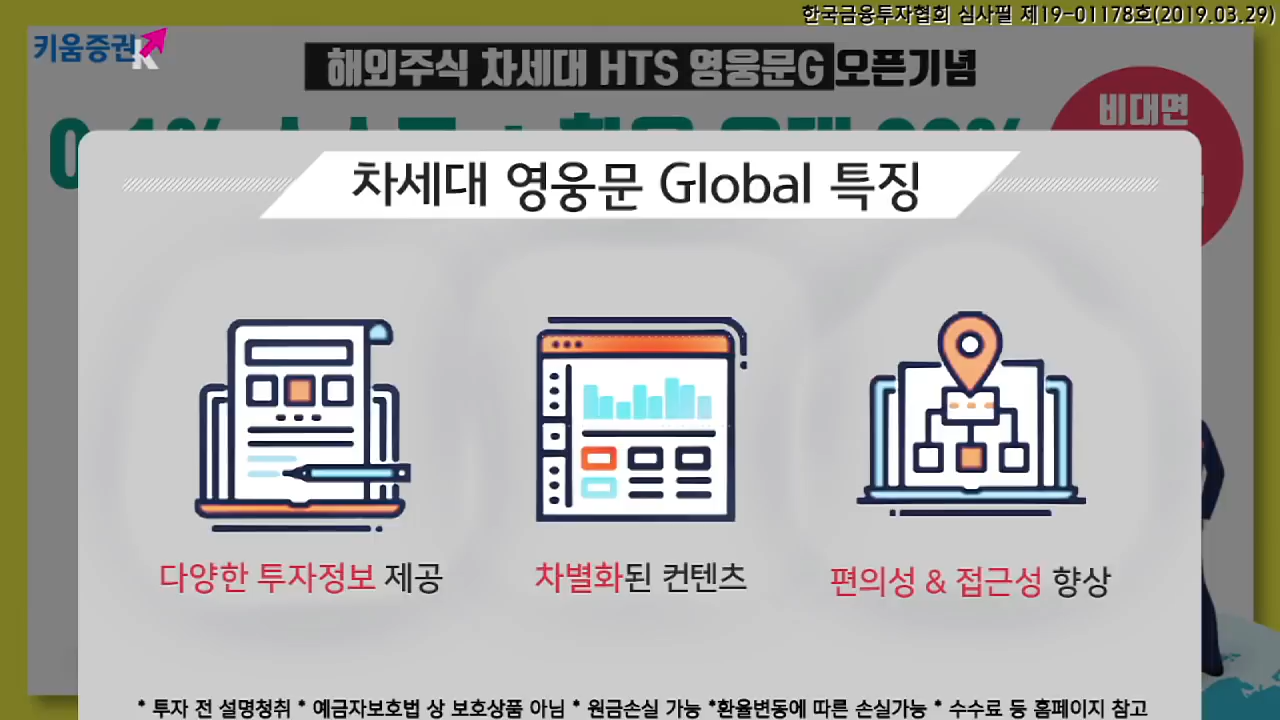 한국금융투자협회 심사필 제19-01178호(2019.03.29)
키움증권
해외주식 차세대 HTS 영웅문G 오픈기념
비대면
차세대 영웅문 Global 특징
다양한 투자정보 제공
차별화된 컨텐츠
편의성 & 접근성 향상
* 투자 전 설명청취 * 예금자보호법 상 보호상품 아님 * 원금손실 가능 *환율변동에 따른 손실가능 * 수수료 등 홈페이지 참고